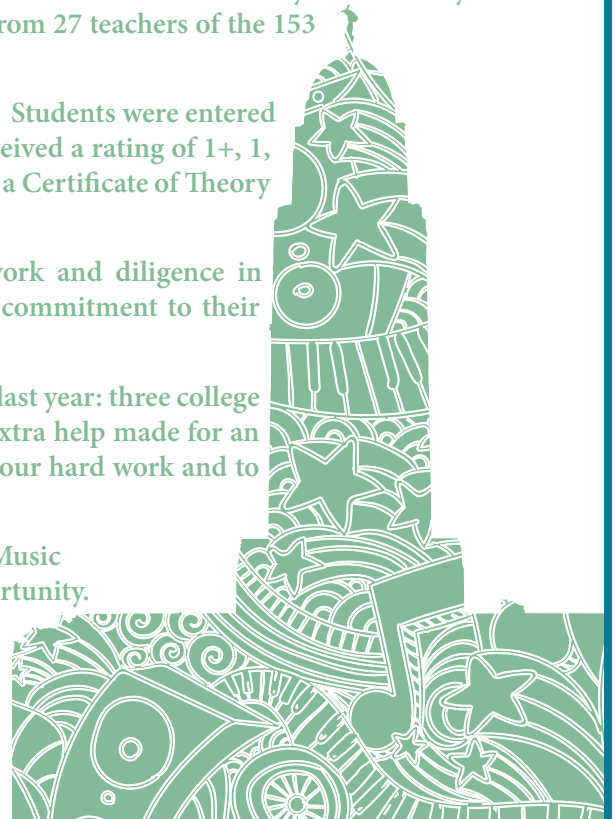 rom 27 teachers of the 153
Students were entered
eived a rating of 1+, 1,
a Certificate of Theory
ork and diligence in
commitment to their
last year: three college
xtra help made for an
our hard work and to
Music
rtunity.